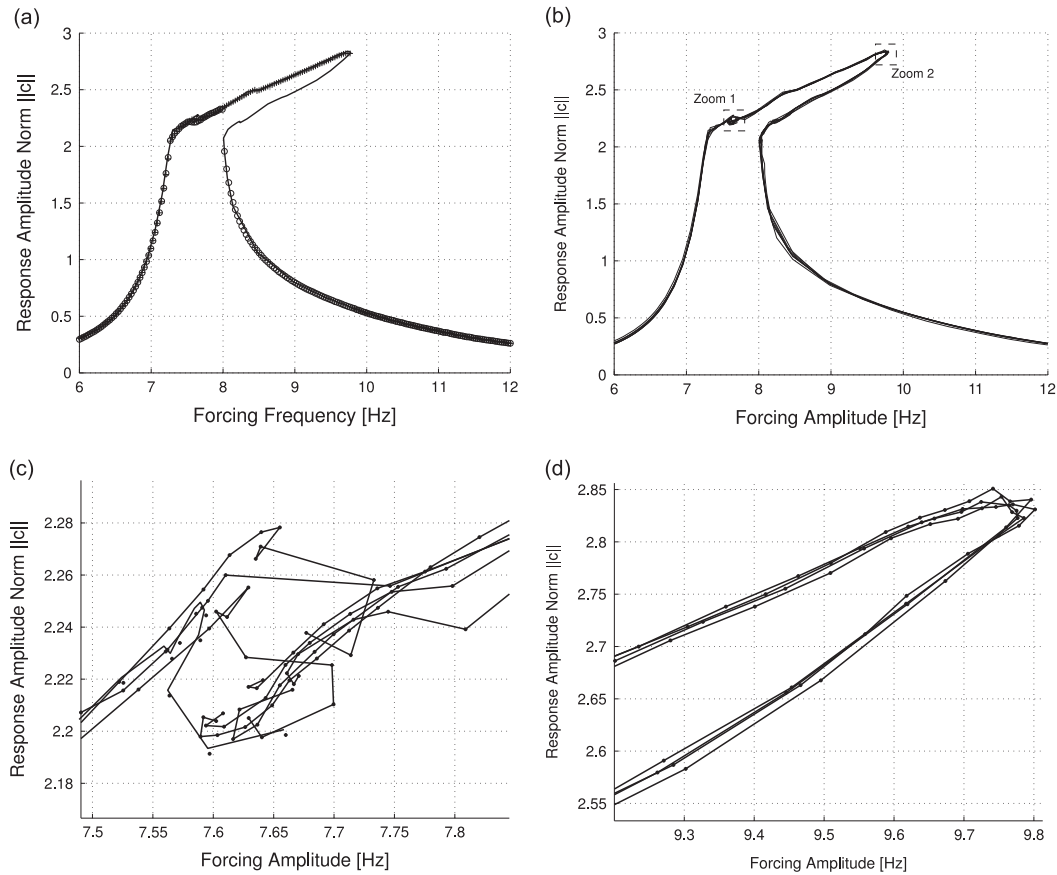 (a)
Response Amplitude Norm ||c||
3
2.5
2
1.5
1
0.5
0
6 7 8 9 10 11 12
Forcing Frequency [Hz]
(b)
Response Amplitude Norm ||c||
3
2.5
2
1.5
1
0.5
0
Zoom 1
Zoom 2
6 7 8 9 10 11 12
Forcing Amplitude [Hz]
(c)
Response Amplitude Norm ||c||
2.28
2.26
2.24
2.22
2.2
2.18
7.5 7.55 7.6 7.65 7.7 7.75 7.8
Forcing Amplitude [Hz]
(d)
Response Amplitude Norm ||c||
2.85
2.8
2.75
2.7
2.65
2.6
2.55
9.3 9.4 9.5 9.6 9.7 9.8
Forcing Amplitude [Hz]